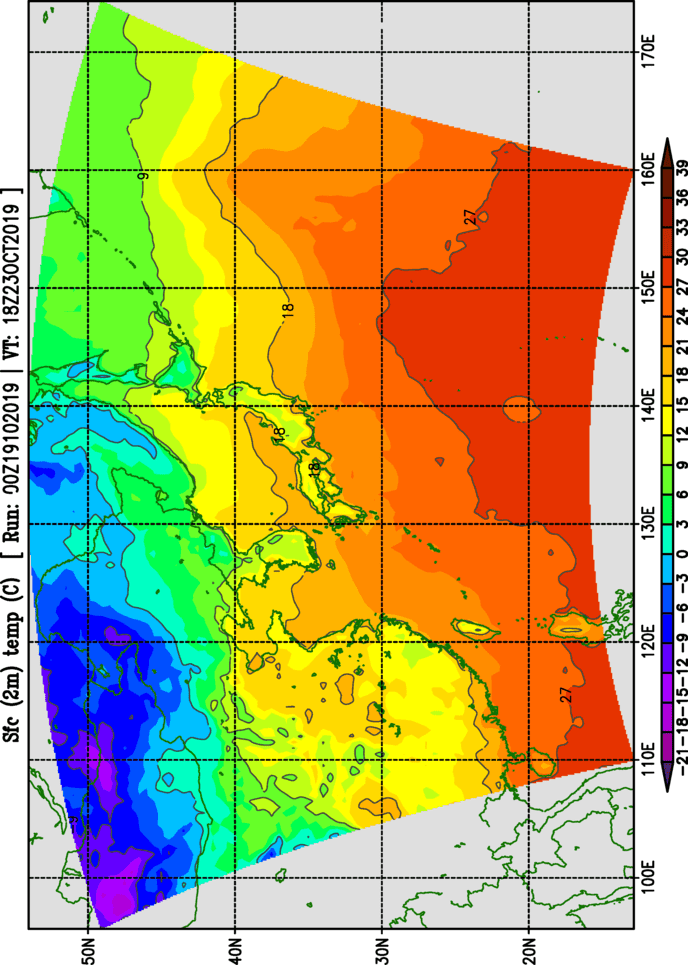 Sfc (2m) temp (C) [ Run: 00Z19102019 | VT: 18Z23OCT2019 ]
50N
9
40N
18
18
18
30N
27
27
20N
100E 110E 120E 130E 140E 150E 160E 170E
-21 -18 -15 -12 -9 -6 -3 0 3 6 9 12 15 18 21 24 27 30 33 36 39